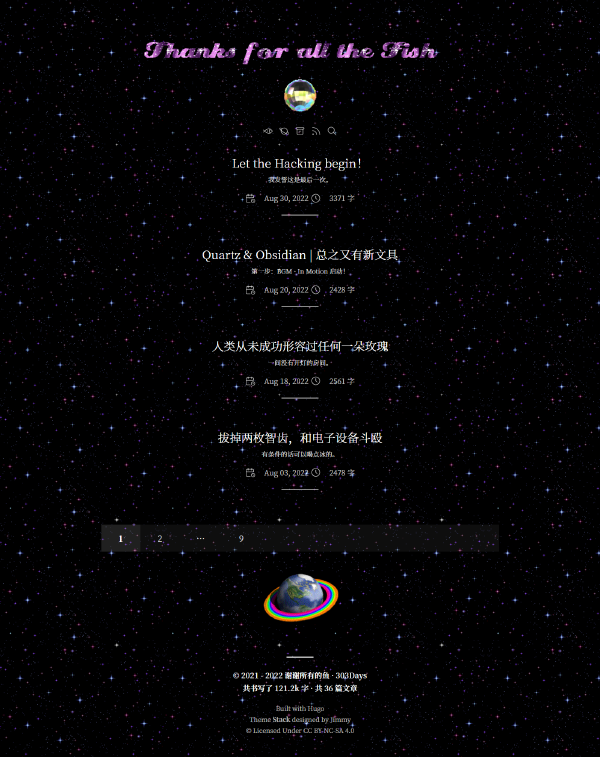 Thanks for all the Fish
Let the Hacking begin!
我发誓这是最后一次。
Aug 30, 2022 3371 字
Quartz & Obsidian | 总之又有新文具
第一步：BGM - In Motion 启动！
Aug 20, 2022 2428 字
人类从未成功形容过任何一朵玫瑰
一间没有开灯的房间。
Aug 18, 2022 2561 字
拔掉两枚智齿，和电子设备斗殴
有条件的话可以喝点冰的。
Aug 03, 2022 2478 字
1 2 ··· 9
© 2021 - 2022 谢谢所有的鱼 · 303Days
共书写了 121.2k 字 · 共 36 篇文章
Built with Hugo
Theme Stack designed by Jimmy
© Licensed Under CC BY-NC-SA 4.0